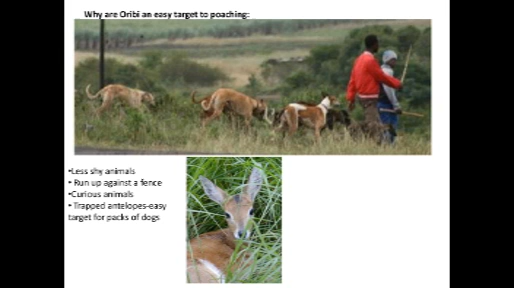 Why are Oribi an easy target to poaching:
•Less shy animals
• Run up against a fence
•Curious animals
• Trapped antelopes-easy
target for packs of dogs